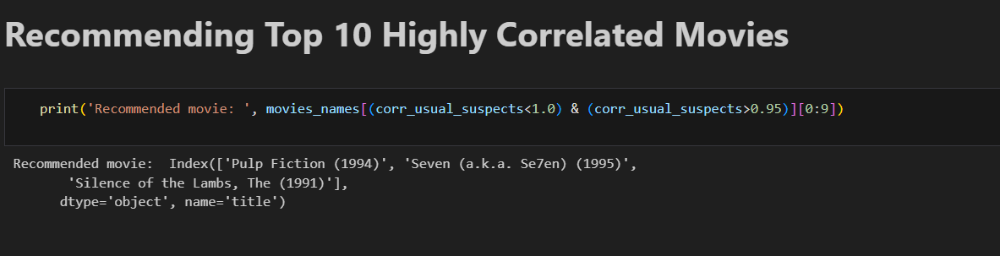 Recommending Top 10 Highly Correlated Movies
print('Recommended movie: ', movies_names[(corr_usual_suspects<1.0) & (corr_usual_suspects>0.95)][0:9])
Recommended movie:  Index(['Pulp Fiction (1994)', 'Seven (a.k.a. Se7en) (1995)',
'Silence of the Lambs, The (1991)'],
dtype='object', name='title')